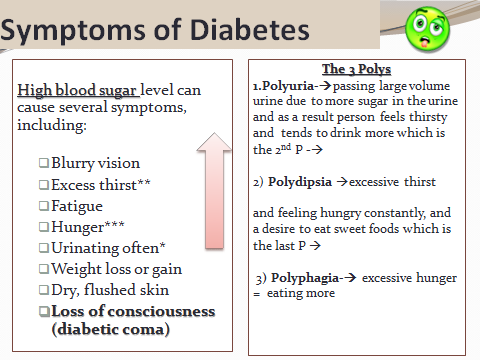 Symptoms of Diabetes
High blood sugar level can
cause several symptoms,
including:
Blurry vision
Excess thirst**
Fatigue
Hunger***
Urinating often*
Weight loss or gain
Dry, flushed skin
Loss of consciousness
(diabetic coma)
The 3 Polys
1.Polyuria-→passing large volume
urine due to more sugar in the urine
and as a result person feels thirsty
and tends to drink more which is
the 2nd P -→
2) Polydipsia →excessive thirst
and feeling hungry constantly, and
a desire to eat sweet foods which is
the last P →
3) Polyphagia-→ excessive hunger
= eating more